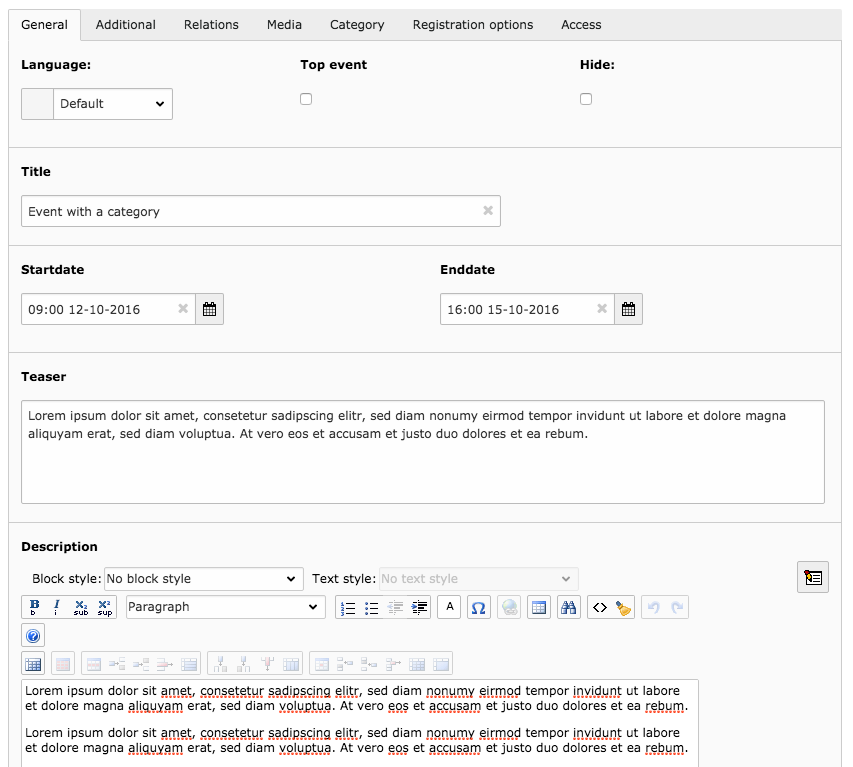 General Additional Relations Media Category Registration options Access
Language: Top event Hide:
Default
Title
Event with a category
Startdate Enddate
09:00 12-10-2016 16:00 15-10-2016
Teaser
Lorem ipsum dolor sit amet, consetetur sadipscing elitr, sed diam nonumy eirmod tempor invidunt ut labore et dolore magna
aliquyam erat, sed diam voluptua. At vero eos et accusam et justo duo dolores et ea rebum.
Description
Block style: No block style Text style: No text style
B b I i X₂ sub X² sup Paragraph A Ω <>
?
Lorem ipsum dolor sit amet, consetetur sadipscing elitr, sed diam nonumy eirmod tempor invidunt ut labore
et dolore magna aliquyam erat, sed diam voluptua. At vero eos et accusam et justo duo dolores et ea rebum.
Lorem ipsum dolor sit amet, consetetur sadipscing elitr, sed diam nonumy eirmod tempor invidunt ut labore
et dolore magna aliquyam erat, sed diam voluptua. At vero eos et accusam et justo duo dolores et ea rebum.